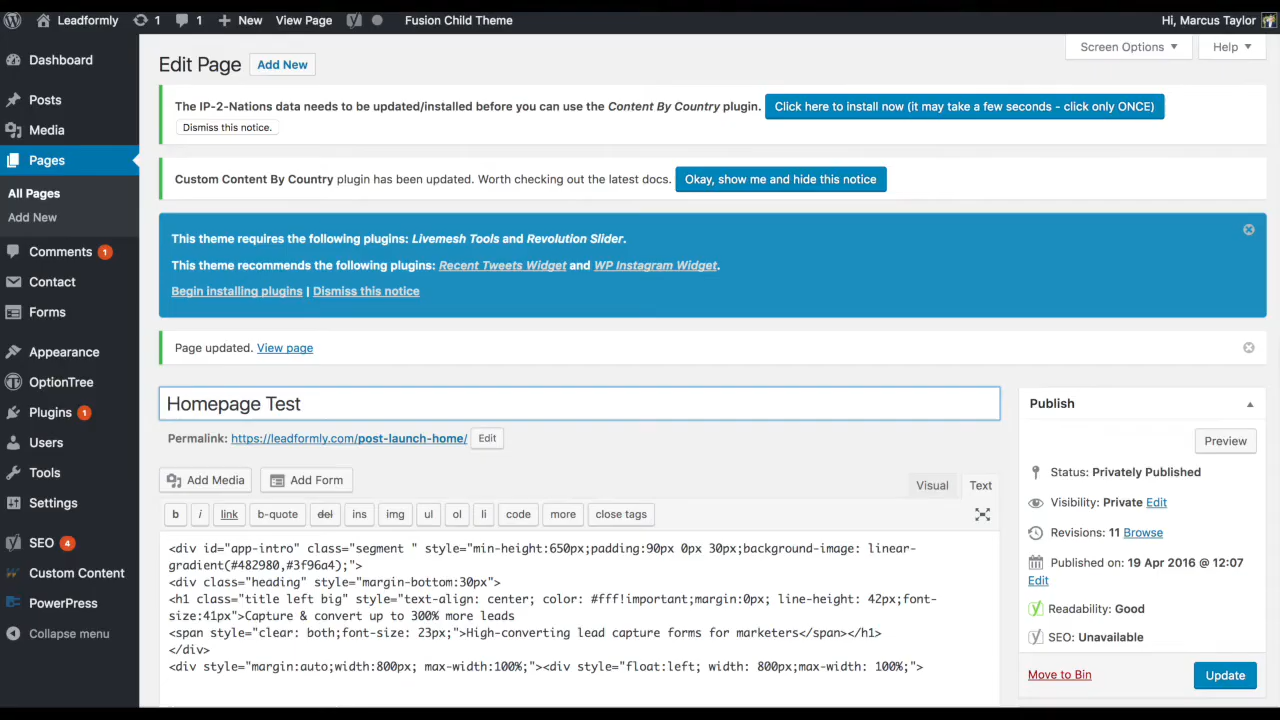 Leadformly 1 1 New View Page Fusion Child Theme Hi, Marcus Taylor
Screen Options Help
Dashboard
Posts
Media
Pages
All Pages
Add New
Comments 1
Contact
Forms
Appearance
OptionTree
Plugins 1
Users
Tools
Settings
SEO 4
Custom Content
PowerPress
Collapse menu
Edit Page Add New
The IP-2-Nations data needs to be updated/installed before you can use the Content By Country plugin. Click here to install now (it may take a few seconds - click only ONCE)
Dismiss this notice.
Custom Content By Country plugin has been updated. Worth checking out the latest docs. Okay, show me and hide this notice
This theme requires the following plugins: Livemesh Tools and Revolution Slider.
This theme recommends the following plugins: Recent Tweets Widget and WP Instagram Widget.
Begin installing plugins | Dismiss this notice
Page updated. View page
Homepage Test
Permalink: https://leadformly.com/post-launch-home/ Edit
Add Media Add Form Visual Text
b i link b-quote del ins img ul ol li code more close tags
<div id="app-intro" class="segment " style="min-height:650px;padding:90px 0px 30px;background-image: linear-
gradient(#482980,#3f96a4);">
<div class="heading" style="margin-bottom:30px">
<h1 class="title left big" style="text-align: center; color: #fff!important;margin:0px; line-height: 42px;font-
size:41px">Capture & convert up to 300% more leads
<span style="clear: both;font-size: 23px;">High-converting lead capture forms for marketers</span></h1>
</div>
<div style="margin:auto;width:800px; max-width:100%;"><div style="float:left; width: 800px;max-width: 100%;">
Publish
Preview
Status: Privately Published
Visibility: Private Edit
Revisions: 11 Browse
Published on: 19 Apr 2016 @ 12:07
Edit
Readability: Good
SEO: Unavailable
Move to Bin Update